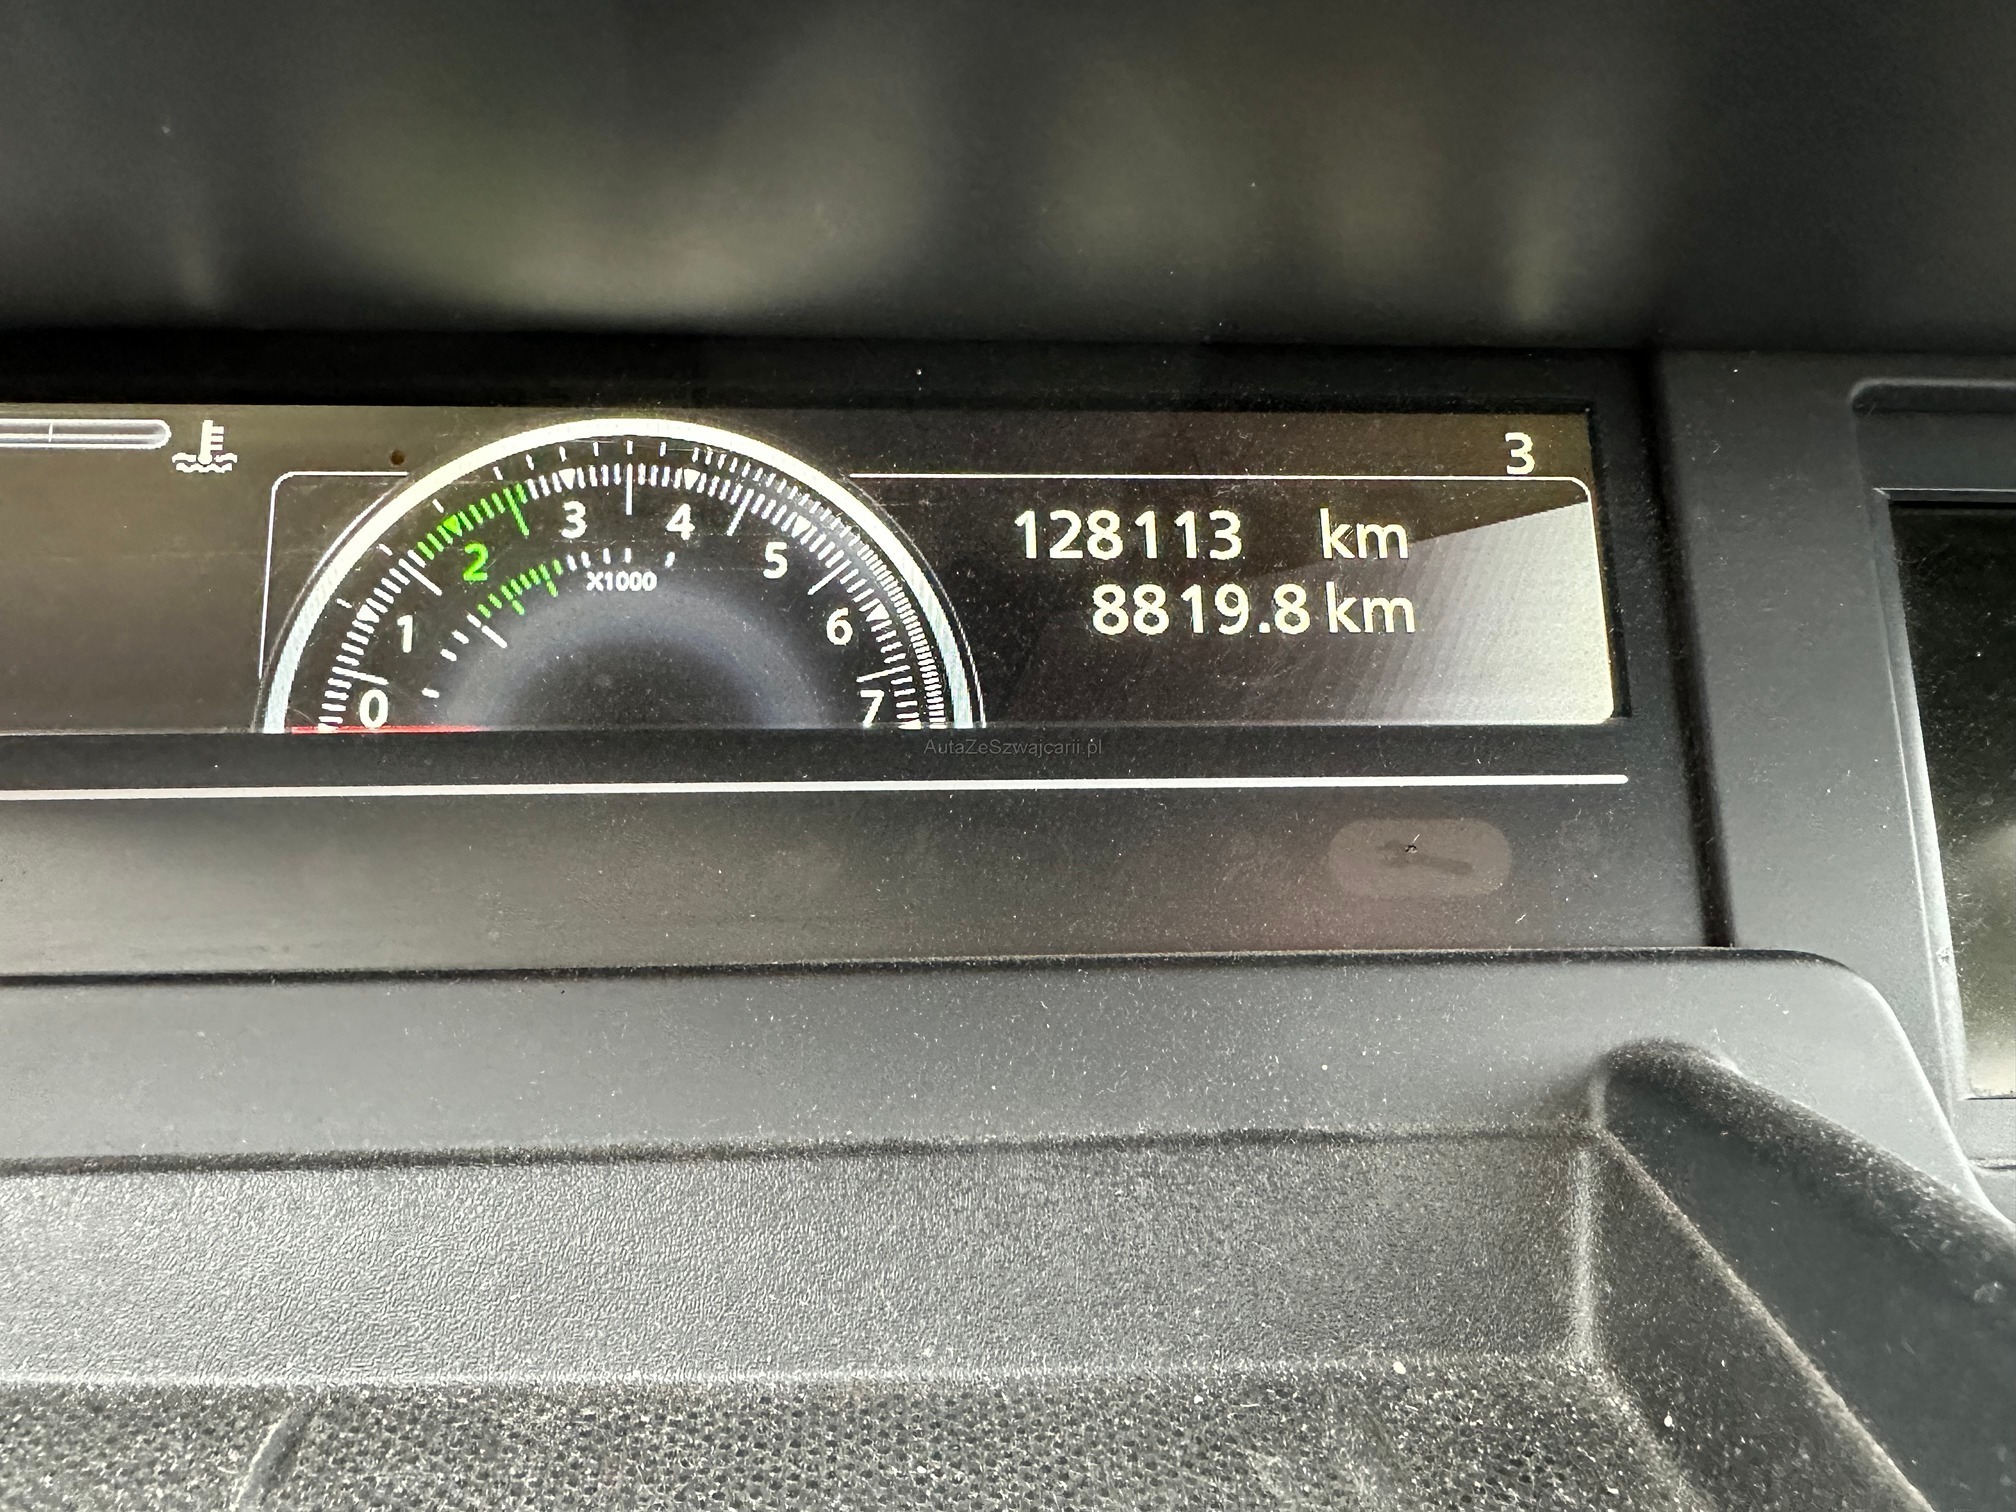 3
128113 km
8819.8 km
0 1 2 3 4 5 6 7
X1000
AutaZeSzwajcarii.pl